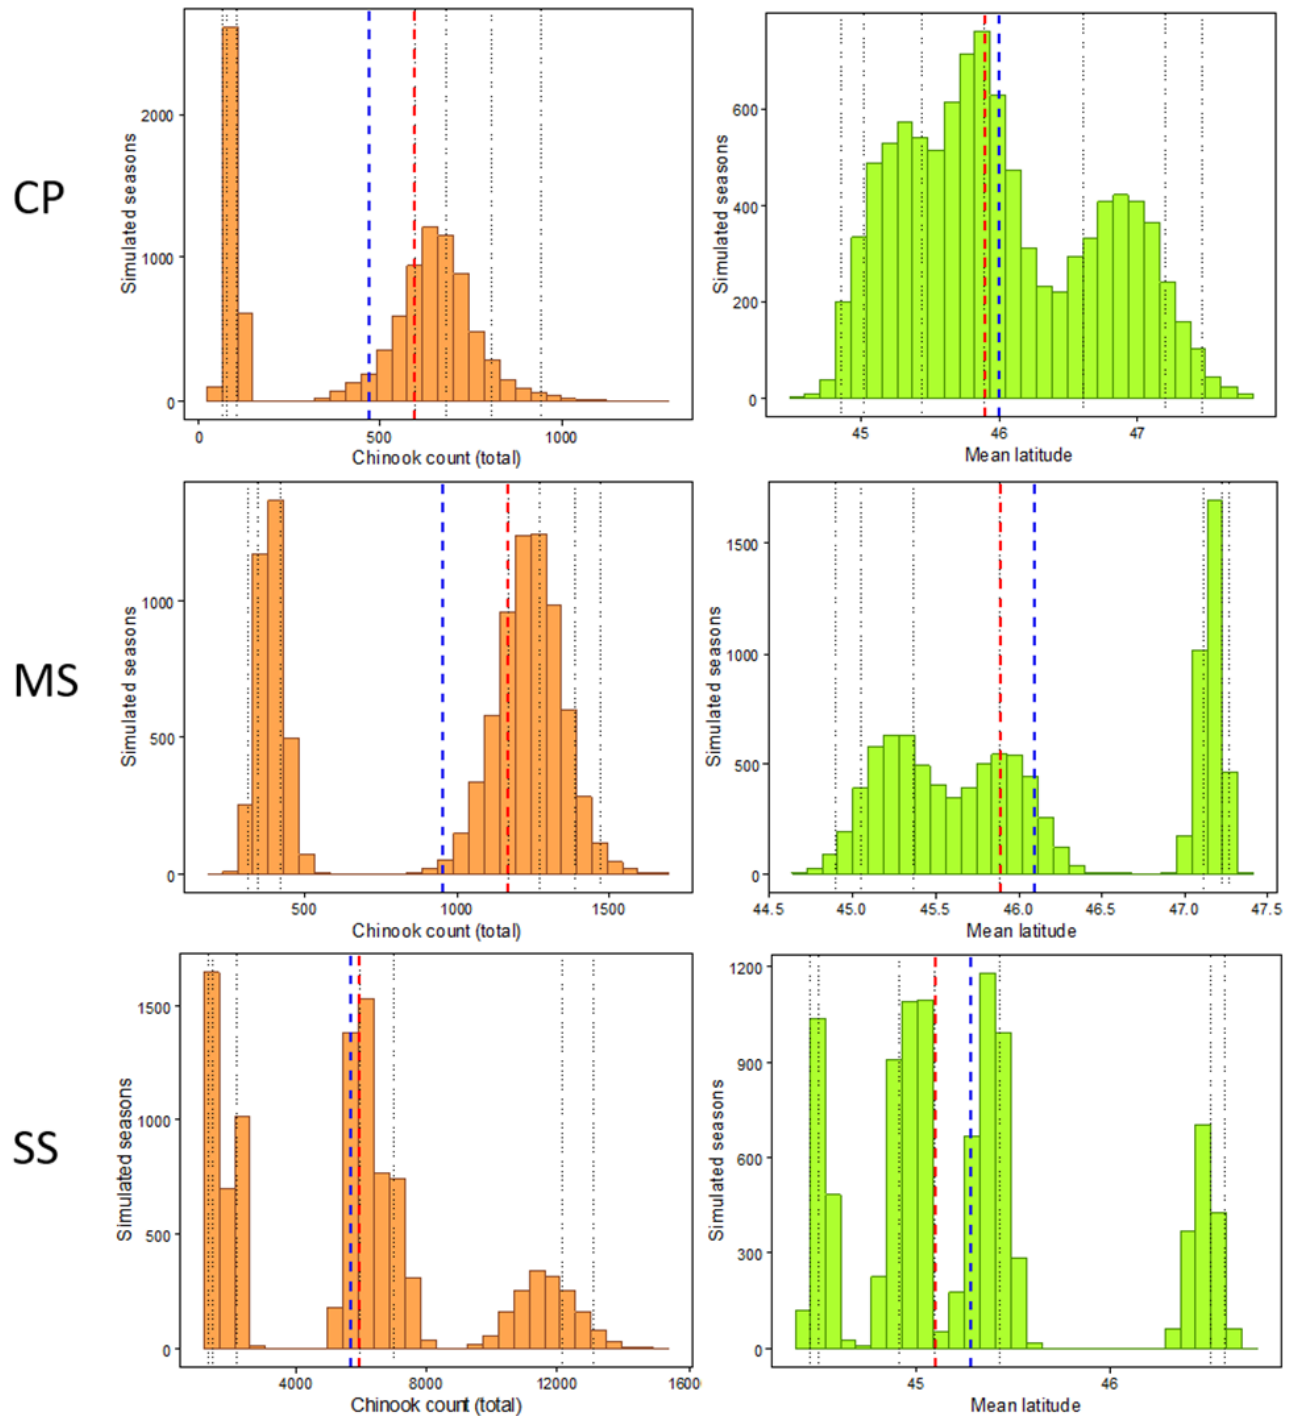 CP
Simulated seasons
2000
1000
0
0 500 1000
Chinook count (total)
Simulated seasons
600
400
200
0
45 46 47
Mean latitude
MS
Simulated seasons
1000
500
0
500 1000 1500
Chinook count (total)
Simulated seasons
1500
1000
500
0
44.5 45.0 45.5 46.0 46.5 47.0 47.5
Mean latitude
SS
Simulated seasons
1500
1000
500
0
4000 8000 12000 1600
Chinook count (total)
Simulated seasons
1200
900
600
300
0
45 46
Mean latitude